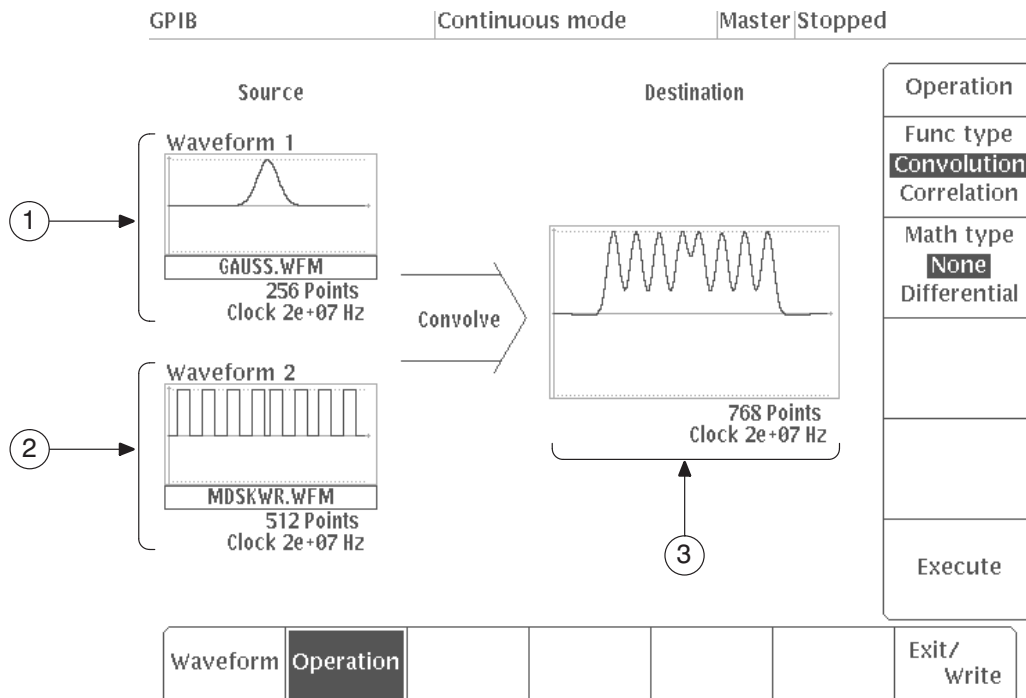 GPIB
Continuous mode
Master
Stopped
Source
Destination
Waveform 1
1
GAUSS.WFM
256 Points
Clock 2e+07 Hz
Convolve
Waveform 2
2
MDSKWR.WFM
512 Points
Clock 2e+07 Hz
768 Points
Clock 2e+07 Hz
3
Operation
Func type
Convolution
Correlation
Math type
None
Differential
Execute
Waveform
Operation
Exit/
Write